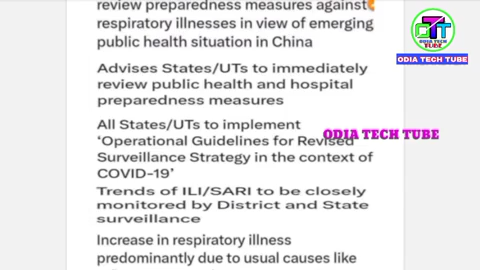 review preparedness measures against
respiratory illnesses in view of emerging
public health situation in China
Advises States/UTs to immediately
review public health and hospital
preparedness measures
All States/UTs to implement
‘Operational Guidelines for Revised
Surveillance Strategy in the context of
COVID-19’
Trends of ILI/SARI to be closely
monitored by District and State
surveillance
Increase in respiratory illness
predominantly due to usual causes like
OTT
TUBE
ODIA TECH TUBE
ODIA TECH TUBE